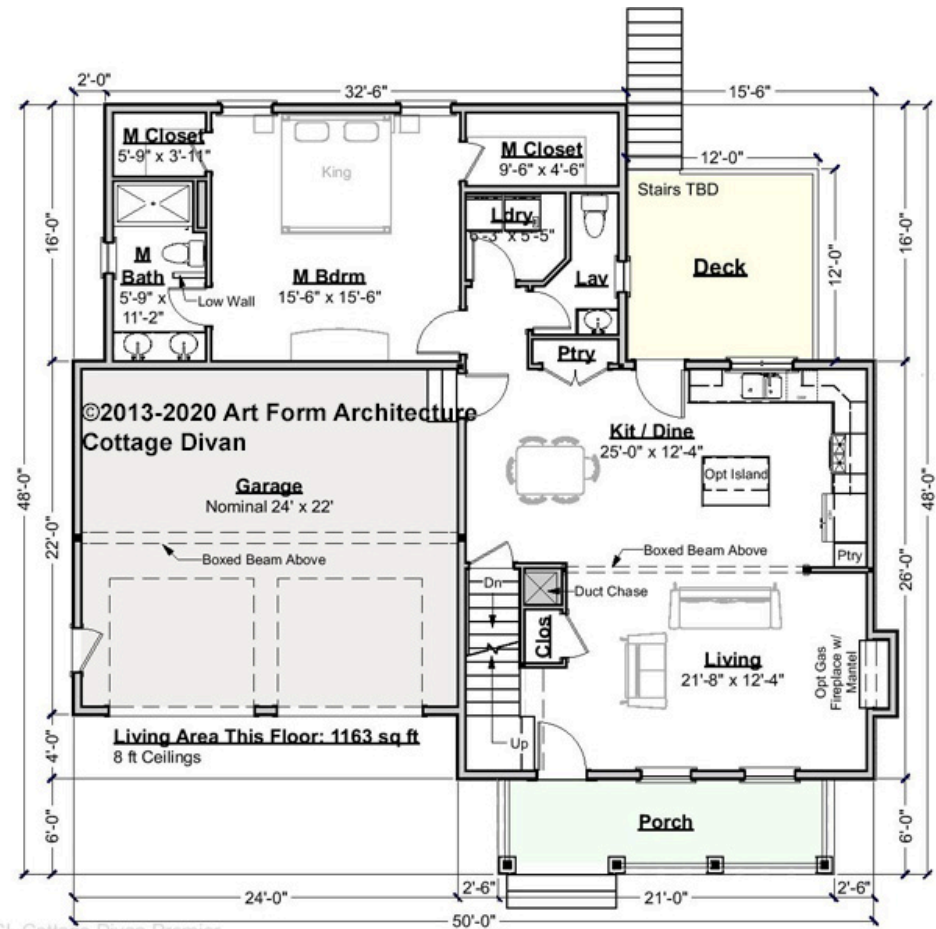 2'-0"
32'-6"
15'-6"
M Closet
5'-9" x 3'-11"
King
M Closet
9'-6" x 4'-6"
12'-0"
Stairs TBD
Ldry
5'-5"
16'-0"
M
Bath
5'-9" x
11'-2"
Low Wall
M Bdrm
15'-6" x 15'-6"
Lav
Deck
12'-0"
16'-0"
Ptry
©2013-2020 Art Form Architecture
Cottage Divan
Kit / Dine
25'-0" x 12'-4"
Opt Island
Garage
Nominal 24' x 22'
48'-0"
22'-0"
48'-0"
26'-0"
Boxed Beam Above
Boxed Beam Above
Ptry
Dn
Duct Chase
Clos
Living
21'-8" x 12'-4"
Opt Gas
Fireplace w/
Mantel
Living Area This Floor: 1163 sq ft
8 ft Ceilings
4'-0"
Up
6'-0"
Porch
6'-0"
24'-0"
2'-6"
21'-0"
2'-6"
50'-0"